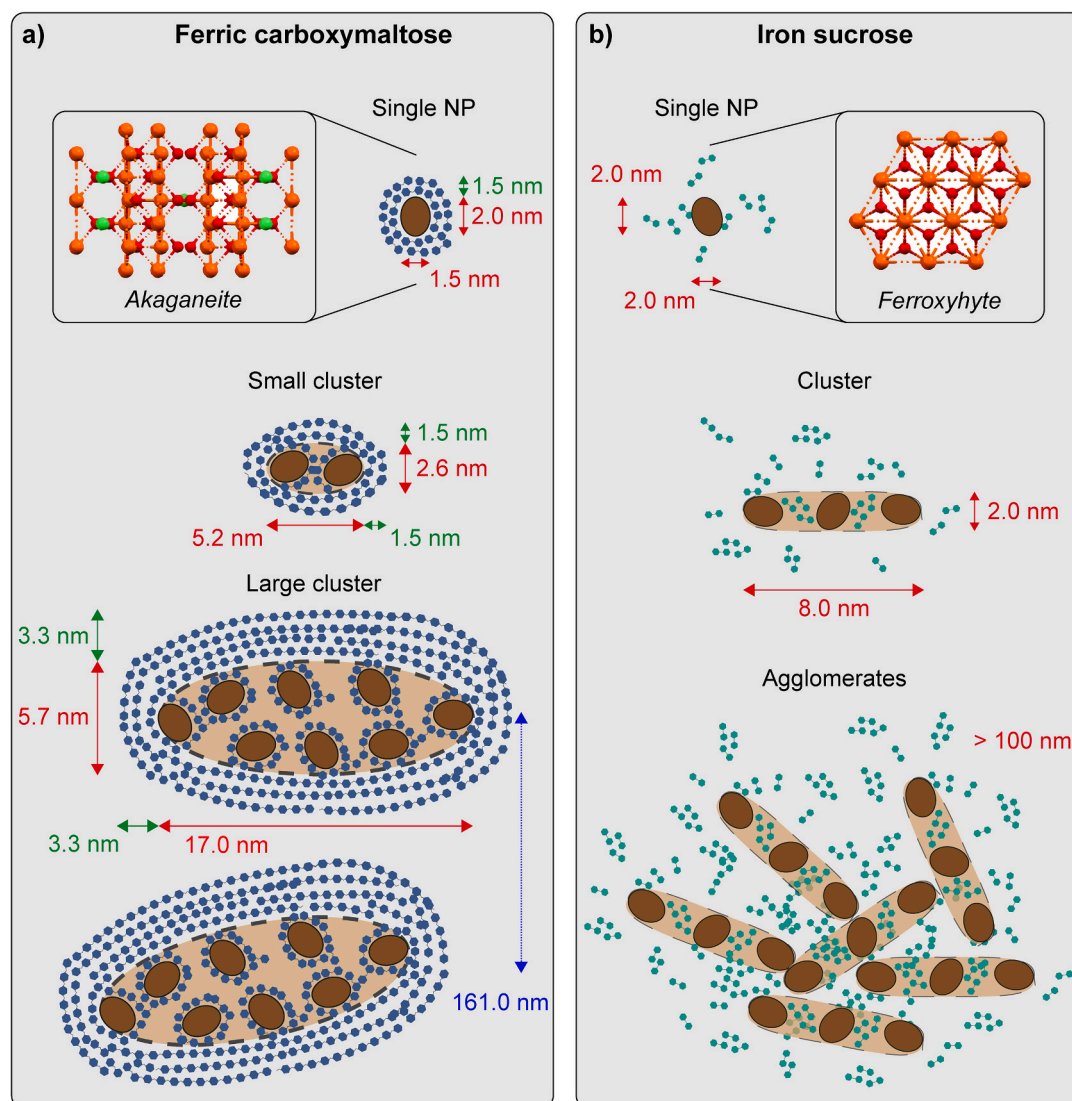 a) Ferric carboxymaltose
Single NP
1.5 nm
2.0 nm
1.5 nm
Akaganeite
Small cluster
1.5 nm
2.6 nm
5.2 nm
1.5 nm
Large cluster
3.3 nm
5.7 nm
3.3 nm
17.0 nm
161.0 nm
b) Iron sucrose
Single NP
2.0 nm
2.0 nm
Ferroxyhyte
Cluster
2.0 nm
8.0 nm
Agglomerates
> 100 nm